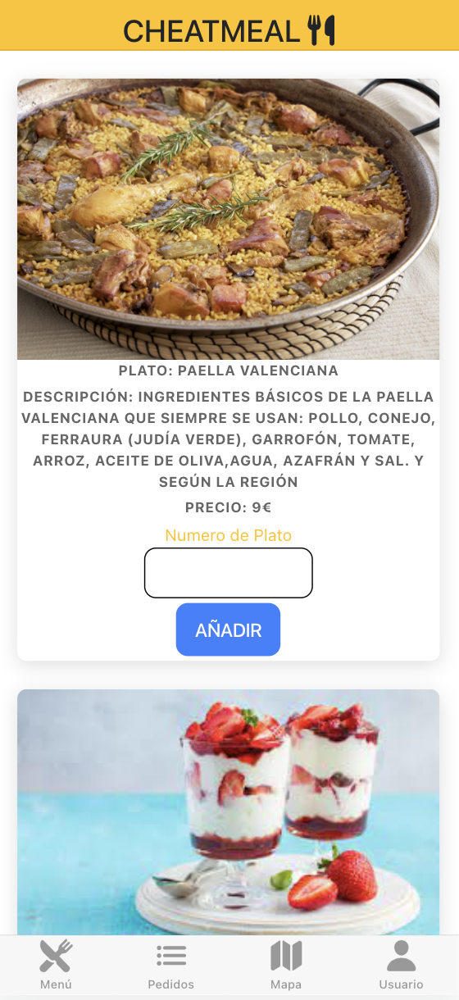 CHEATMEAL
PLATO: PAELLA VALENCIANA
DESCRIPCIÓN: INGREDIENTES BÁSICOS DE LA PAELLA
VALENCIANA QUE SIEMPRE SE USAN: POLLO, CONEJO,
FERRAURA (JUDÍA VERDE), GARROFÓN, TOMATE,
ARROZ, ACEITE DE OLIVA,AGUA, AZAFRÁN Y SAL. Y
SEGÚN LA REGIÓN
PRECIO: 9€
Numero de Plato
AÑADIR
Menú Pedidos Mapa Usuario